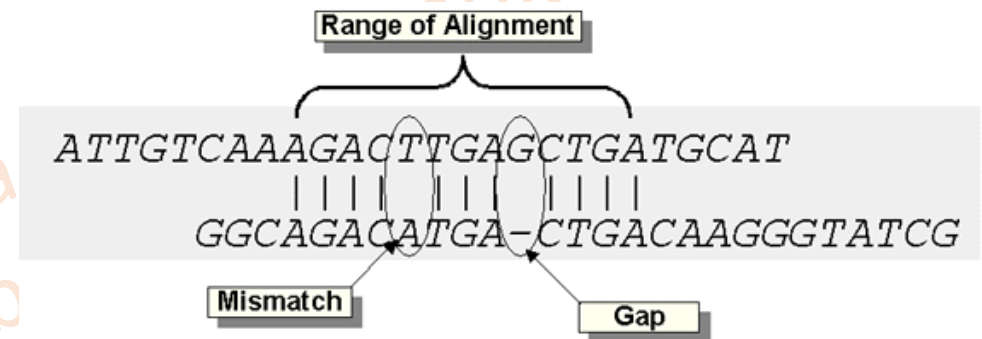 Range of Alignment
ATTGTCAAAGACTTGAGCTGATGCAT
GGCAGACATGA-CTGACAAGGGTATCG
Mismatch
Gap